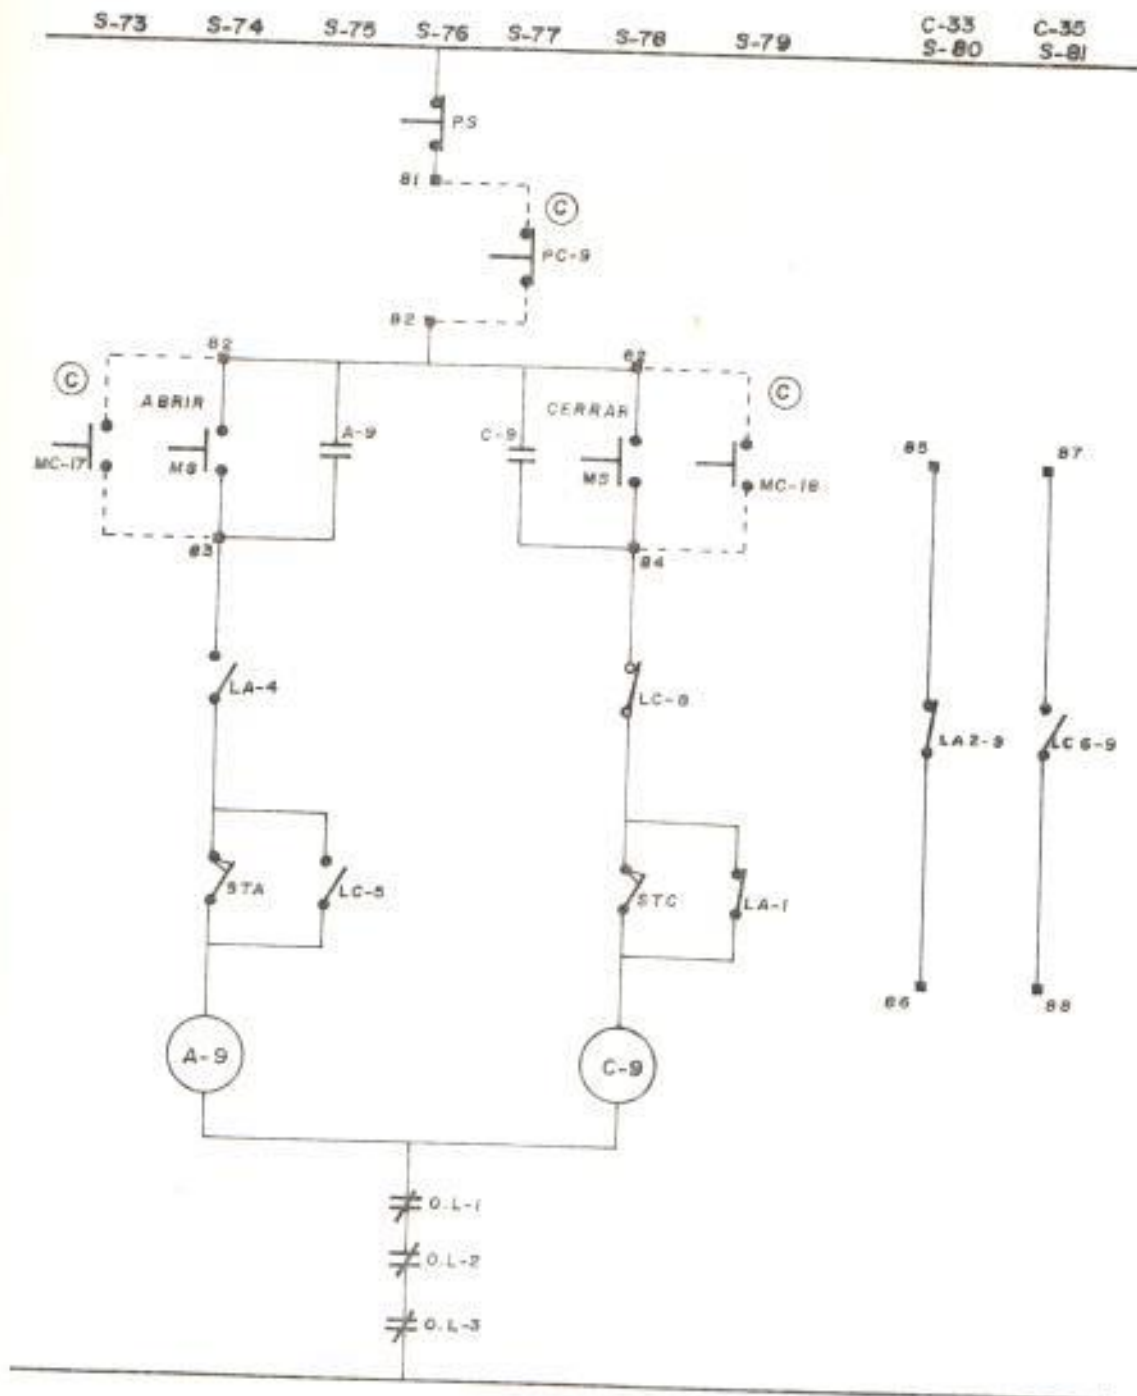 S-73 S-74 S-75 S-76 S-77 S-78 S-79 C-33 C-35
S-80 S-81
PS
81
C
PC-9
82
82 82
C ABRIR CERRAR C
A-9 C-9
MC-17 M8 M5 MC-18
85 87
83 84
LA-4 LC-8
LA2-9 LC6-9
STA LC-5 STC LA-1
86 88
A-9 C-9
O.L-1
O.L-2
O.L-3